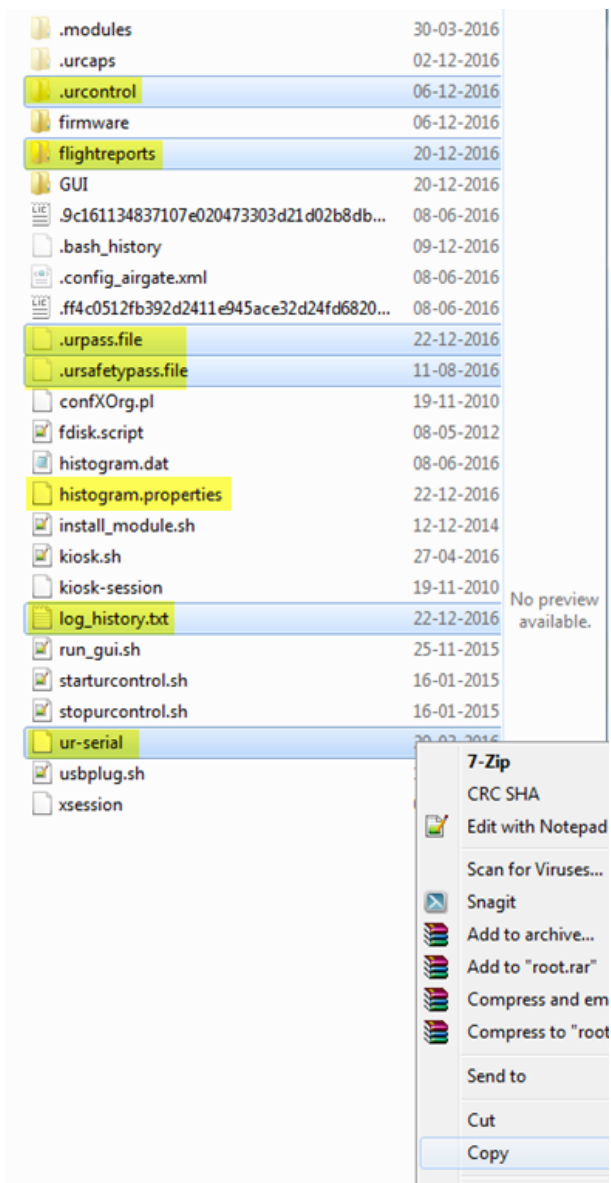 .modules 30-03-2016
.urcaps 02-12-2016
.urcontrol 06-12-2016
firmware 06-12-2016
flightreports 20-12-2016
GUI 20-12-2016
.9c161134837107e020473303d21d02b8db... 08-06-2016
.bash_history 09-12-2016
.config_airgate.xml 08-06-2016
.ff4c0512fb392d2411e945ace32d24fd6820... 08-06-2016
.urpass.file 22-12-2016
.ursafetypass.file 11-08-2016
confXOrg.pl 19-11-2010
fdisk.script 08-05-2012
histogram.dat 08-06-2016
histogram.properties 22-12-2016
install_module.sh 12-12-2014
kiosk.sh 27-04-2016
kiosk-session 19-11-2010
No preview
available.
log_history.txt 22-12-2016
run_gui.sh 25-11-2015
starturcontrol.sh 16-01-2015
stopurcontrol.sh 16-01-2015
ur-serial
usbplug.sh
xsession
7-Zip
CRC SHA
Edit with Notepad
Scan for Viruses...
Snagit
Add to archive...
Add to "root.rar"
Compress and em
Compress to "root
Send to
Cut
Copy